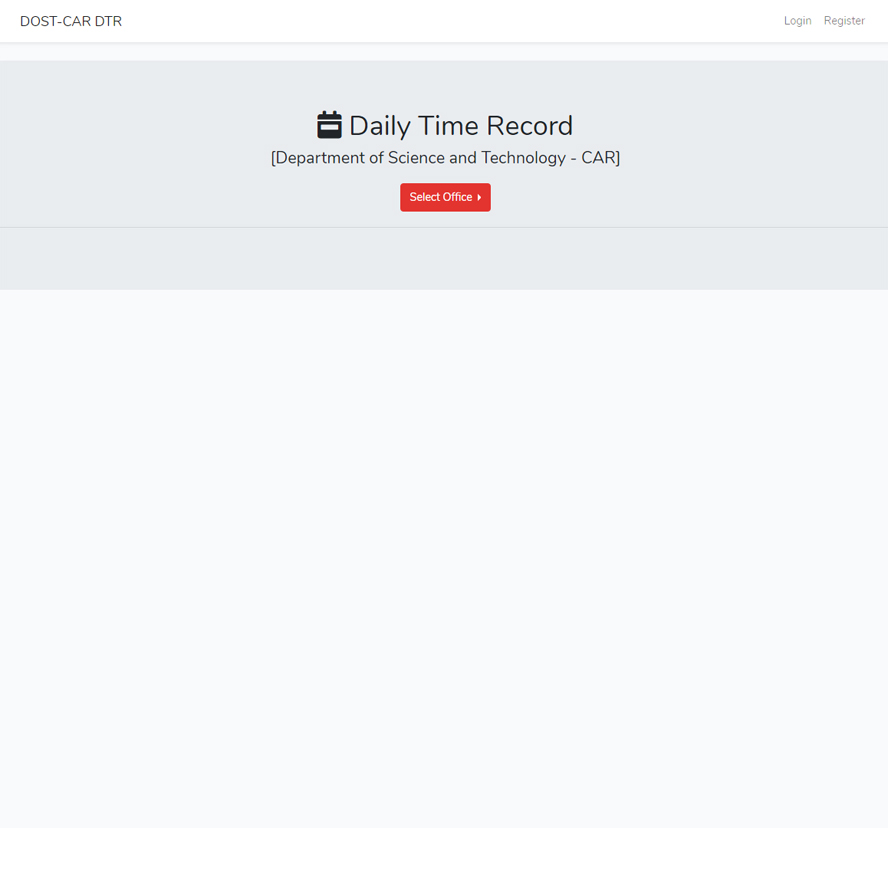 DOST-CAR DTR
Login
Register
Daily Time Record
[Department of Science and Technology - CAR]
Select Office